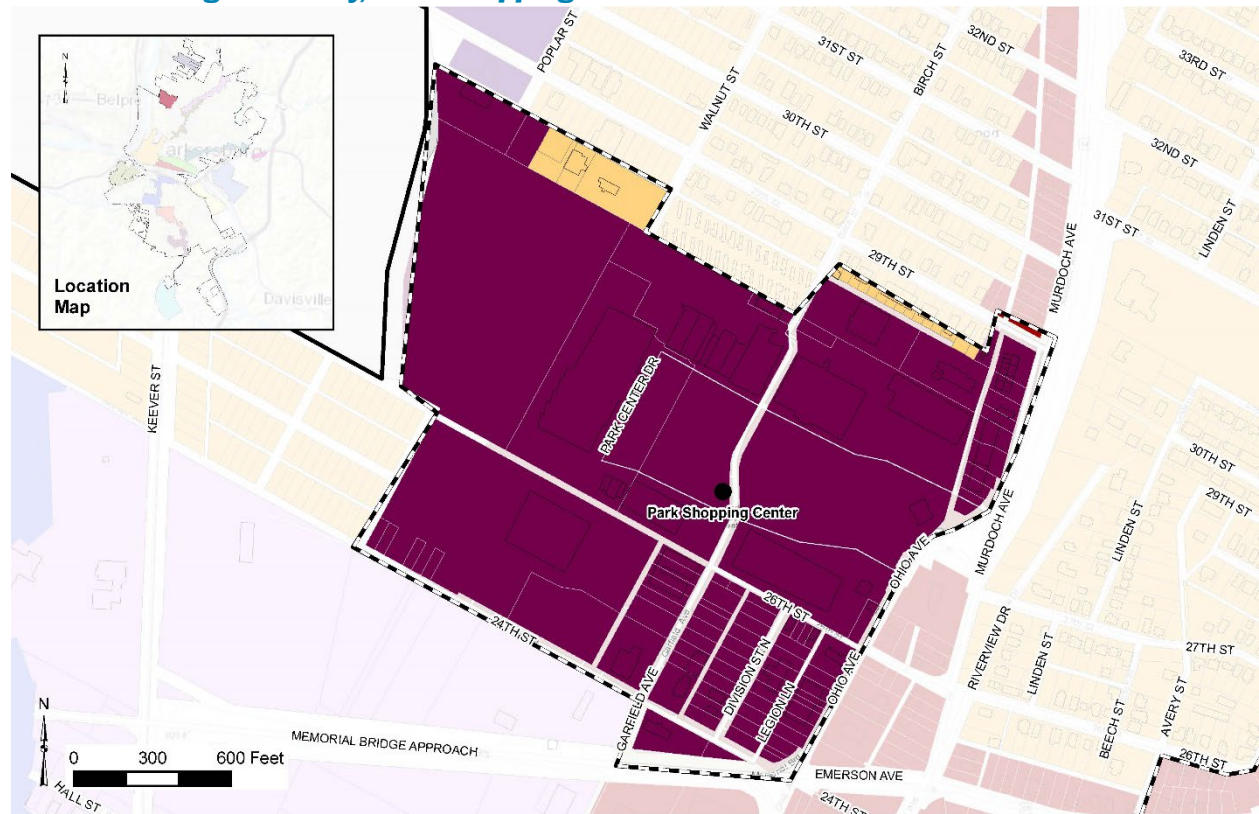 POPLAR ST
WALNUT ST
31ST ST
BIRCH ST
32ND ST
33RD ST
30TH ST
32ND ST
31ST ST
LINDEN ST
29TH ST
MURDOCH AVE
N
Belpre
Davisville
Location
Map
KEEVER ST
PARK CENTER DR
Park Shopping Center
30TH ST
29TH ST
LINDEN ST
MURDOCH AVE
OHIO AVE
26TH ST
24TH ST
Garfield Ave
GARFIELD AVE
DIVISION ST N
LEGION LN
OHIO AVE
RIVERVIEW DR
27TH ST
LINDEN ST
BEECH ST
AVERY ST
26TH ST
N
0 300 600 Feet
MEMORIAL BRIDGE APPROACH
EMERSON AVE
24TH ST
HALL ST